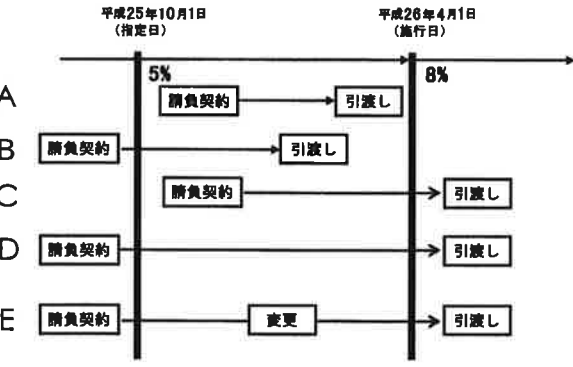 平成25年10月1日
(指定日)
平成26年4月1日
(施行日)
5%
8%
A
請負契約
引渡し
B
請負契約
引渡し
C
請負契約
引渡し
D
請負契約
引渡し
E
請負契約
変更
引渡し